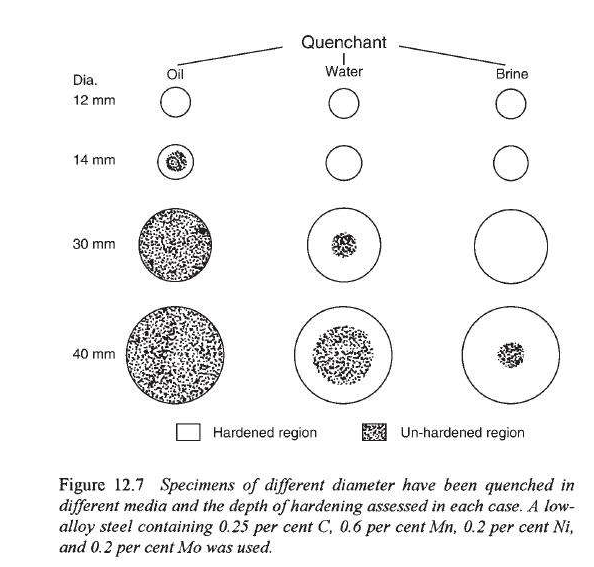 Quenchant
Dia. Oil Water Brine
12 mm
14 mm
30 mm
40 mm
Hardened region Un-hardened region
Figure 12.7 Specimens of different diameter have been quenched in
different media and the depth of hardening assessed in each case. A low-
alloy steel containing 0.25 per cent C, 0.6 per cent Mn, 0.2 per cent Ni,
and 0.2 per cent Mo was used.